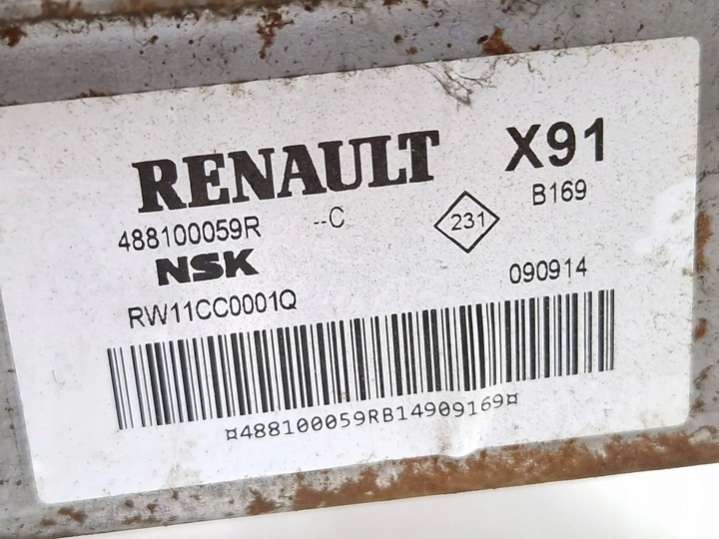 RENAULT X91
488100059R --C 231 B169
NSK 090914
RW11CC0001Q
¤488100059RB14909169¤